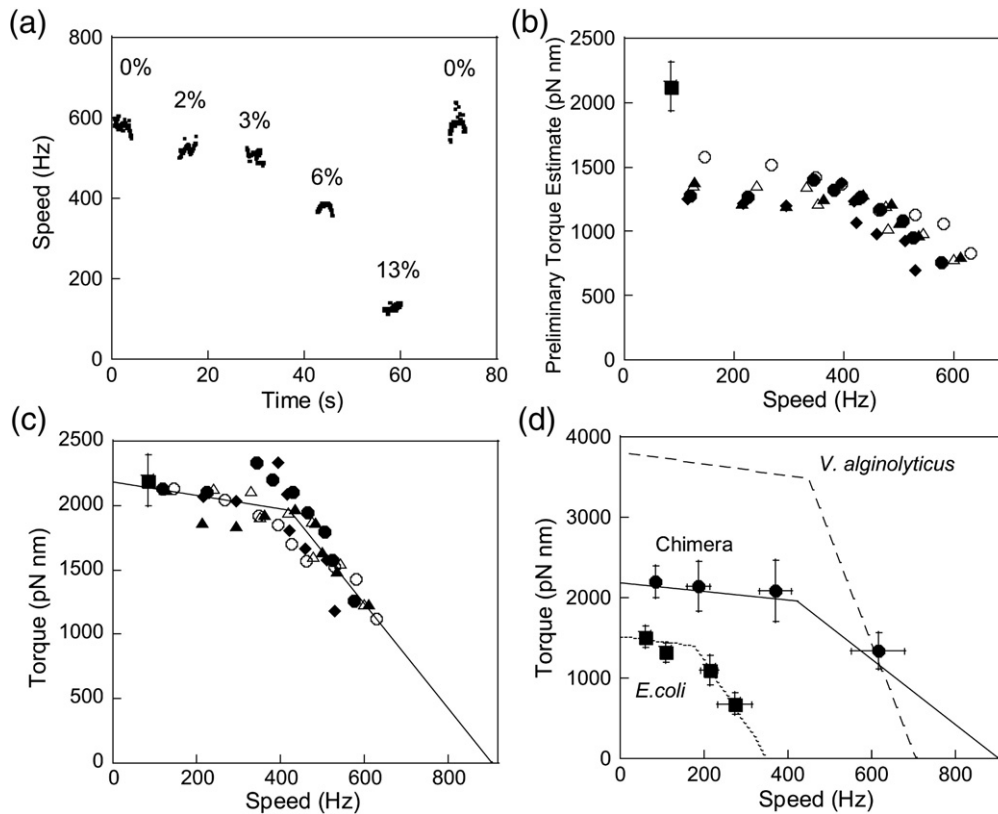 (a)
800
600
400
200
0
Speed (Hz)
0%
2%
3%
6%
13%
0%
0 20 40 60 80
Time (s)
(b)
2500
2000
1500
1000
500
0
Preliminary Torque Estimate (pN nm)
0 200 400 600
Speed (Hz)
(c)
2500
2000
1500
1000
500
0
Torque (pN nm)
0 200 400 600 800
Speed (Hz)
(d)
4000
3000
2000
1000
0
Torque (pN nm)
V. alginolyticus
Chimera
E.coli
0 200 400 600 800
Speed (Hz)